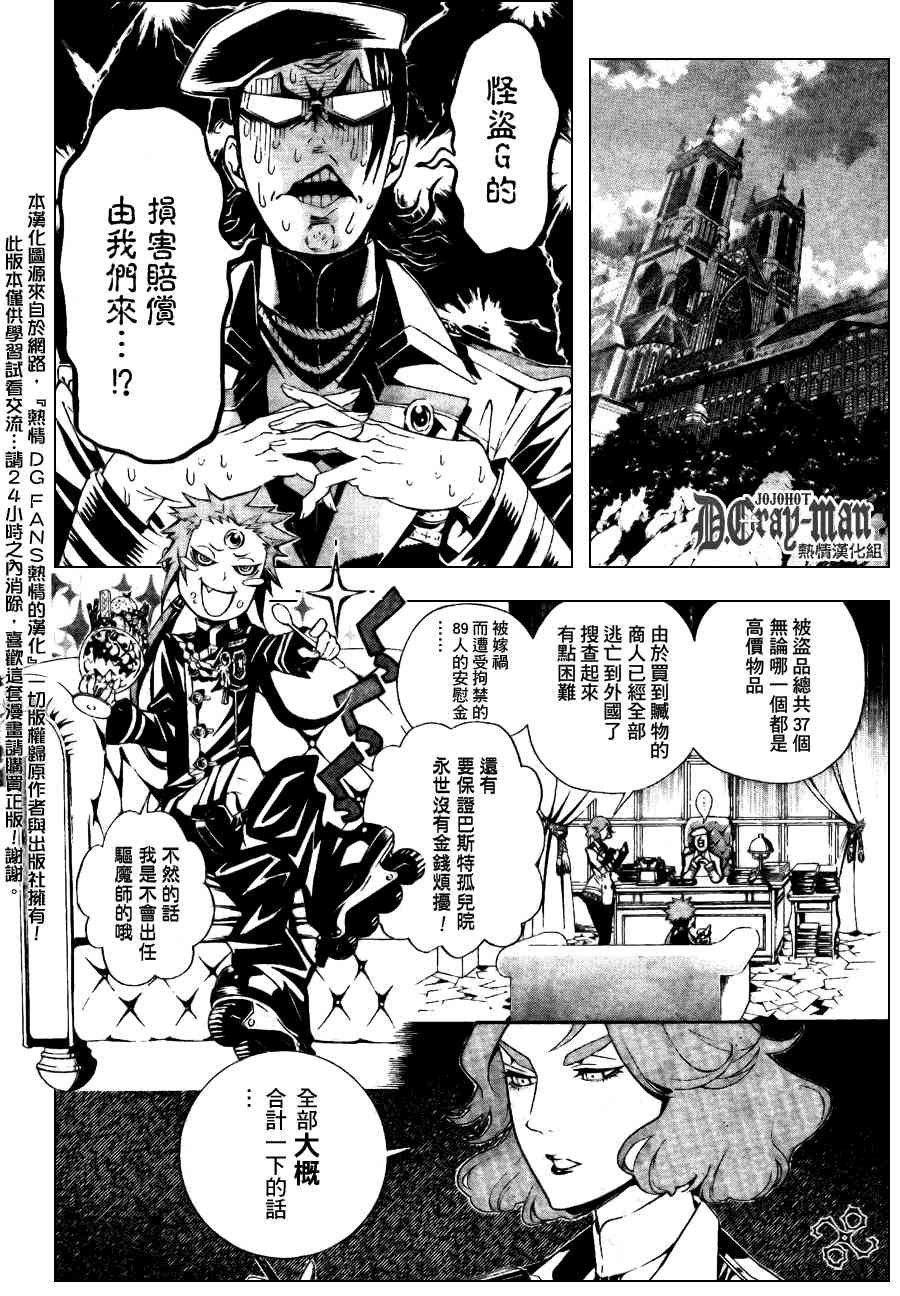 怪盜G的
損害賠償
由我們來…!?
JOJOHOT
D.Gray-man
熱情漢化組
被盜品總共37個
無論哪一個都是
高價物品
由於買到贓物的
商人已經全部
逃亡到外國了
搜查起來
有點困難
被嫁禍
而遭受拘禁的
89人的安慰金
……
還有
要保證巴斯特孤兒院
永世沒有金錢煩擾！
不然的話
我是不會出任
驅魔師的哦
全部大概
合計一下的話
…
本漢化圖源來自於網路，『熱情DG FANS熱情的漢化』一切版權歸原作者與出版社擁有！
此版本僅供學習試看交流…請24小時之內消除，喜歡這套漫畫請購買正版！謝謝。